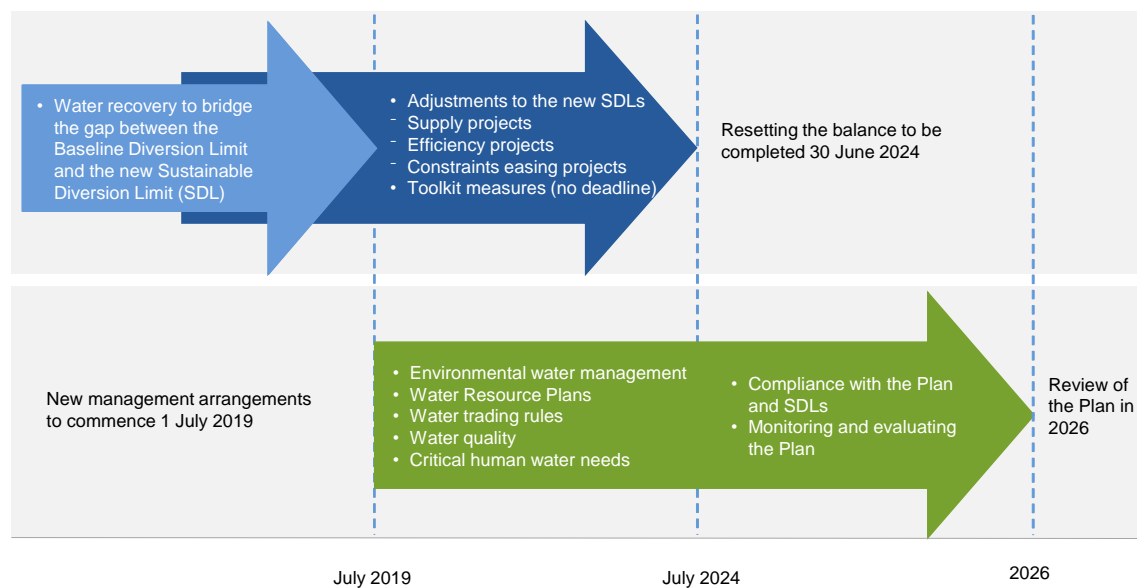 • Water recovery to bridge
the gap between the
Baseline Diversion Limit
and the new Sustainable
Diversion Limit (SDL)
• Adjustments to the new SDLs
- Supply projects
- Efficiency projects
- Constraints easing projects
• Toolkit measures (no deadline)
Resetting the balance to be
completed 30 June 2024
New management arrangements
to commence 1 July 2019
• Environmental water management
• Water Resource Plans
• Water trading rules
• Water quality
• Critical human water needs
• Compliance with the Plan
and SDLs
• Monitoring and evaluating
the Plan
Review of
the Plan in
2026
July 2019
July 2024
2026